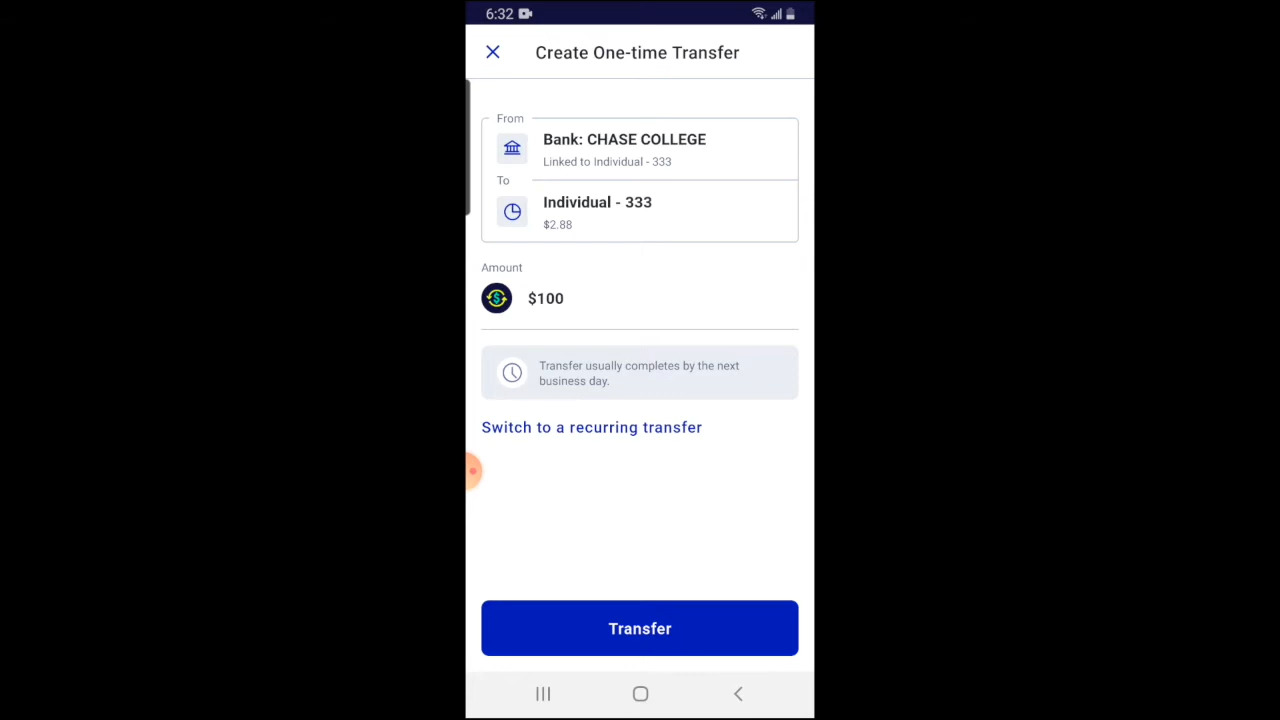 6:32
Create One-time Transfer
From
Bank: CHASE COLLEGE
Linked to Individual - 333
To
Individual - 333
$2.88
Amount
$100
Transfer usually completes by the next
business day.
Switch to a recurring transfer
Transfer